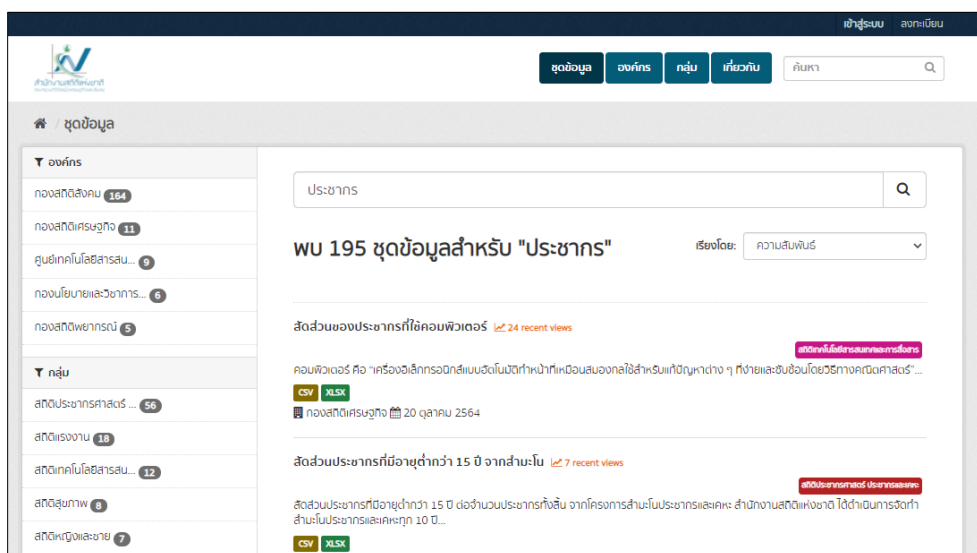 เข้าสู่ระบบ ลงทะเบียน
สำนักงานสถิติแห่งชาติ
ชุดข้อมูล องค์กร กลุ่ม เกี่ยวกับ ค้นหา
/ ชุดข้อมูล
องค์กร
กองสถิติสังคม 164
กองสถิติเศรษฐกิจ 11
ศูนย์เทคโนโลยีสารสน... 9
กองนโยบายและวิชาการ... 6
กองสถิติพยากรณ์ 5
กลุ่ม
สถิติประชากรศาสตร์ ... 56
สถิติแรงงาน 18
สถิติเทคโนโลยีสารสน... 12
สถิติสุขภาพ 8
สถิติหญิงและชาย 7
ประชากร
พบ 195 ชุดข้อมูลสำหรับ "ประชากร"
เรียงโดย: ความสัมพันธ์
สัดส่วนของประชากรที่ใช้คอมพิวเตอร์ 24 recent views
สถิติเทคโนโลยีสารสนเทศและการสื่อสาร
คอมพิวเตอร์ คือ "เครื่องอิเล็กทรอนิกส์แบบอัตโนมัติทำหน้าที่เหมือนสมองกลใช้สำหรับแก้ปัญหาต่าง ๆ ที่ง่ายและซับซ้อนโดยวิธีทางคณิตศาสตร์"...
CSV XLSX
กองสถิติเศรษฐกิจ 20 ตุลาคม 2564
สัดส่วนประชากรที่มีอายุต่ำกว่า 15 ปี จากสำมะโน 7 recent views
สถิติประชากรศาสตร์ ประชากรและเคหะ
สัดส่วนประชากรที่มีอายุต่ำกว่า 15 ปี ต่อจำนวนประชากรทั้งสิ้น จากโครงการสำมะโนประชากรและเคหะ สำนักงานสถิติแห่งชาติ ได้ดำเนินการจัดทำ
สำมะโนประชากรและเคหะทุก 10 ปี...
CSV XLSX